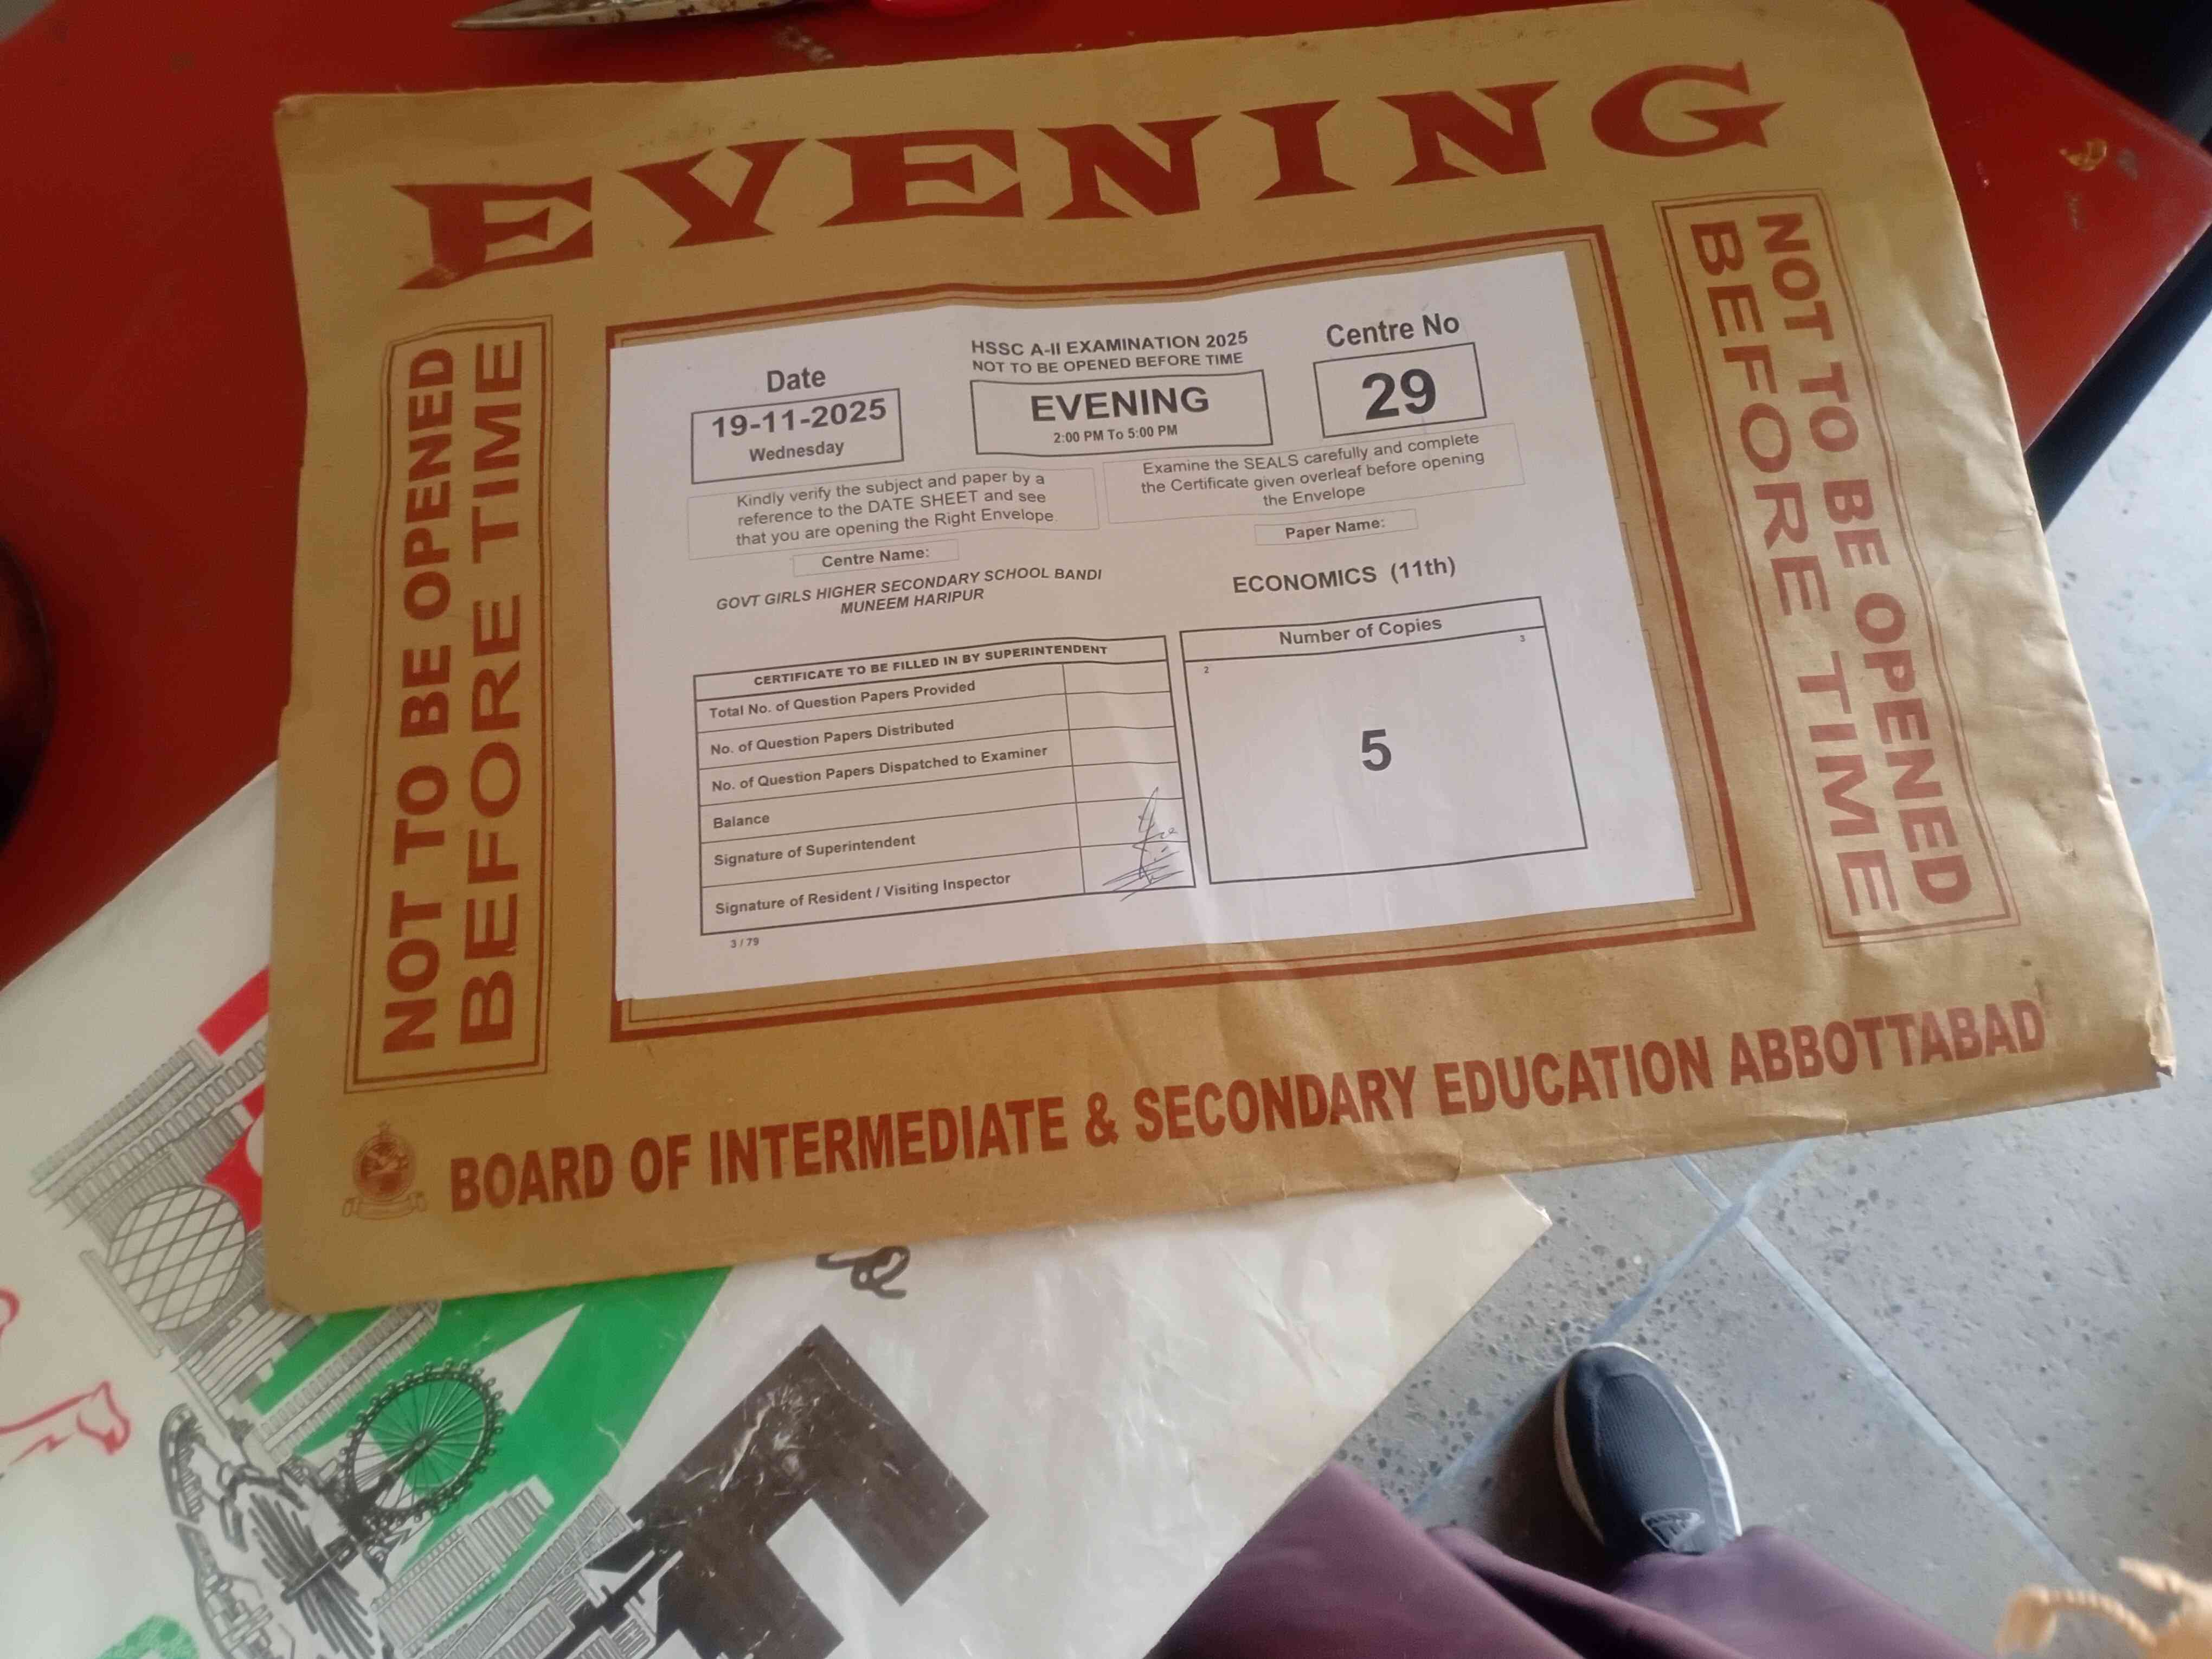 EVENING
NOT TO BE OPENED
BEFORE TIME
NOT TO BE OPENED
BEFORE TIME
Date
19-11-2025
Wednesday
HSSC A-II EXAMINATION 2025
NOT TO BE OPENED BEFORE TIME
EVENING
2:00 PM To 5:00 PM
Centre No
29
Kindly verify the subject and paper by a
reference to the DATE SHEET and see
that you are opening the Right Envelope.
Examine the SEALS carefully and complete
the Certificate given overleaf before opening
the Envelope
Centre Name:
GOVT GIRLS HIGHER SECONDARY SCHOOL BANDI
MUNEEM HARIPUR
Paper Name:
ECONOMICS (11th)
CERTIFICATE TO BE FILLED IN BY SUPERINTENDENT
Total No. of Question Papers Provided
No. of Question Papers Distributed
No. of Question Papers Dispatched to Examiner
Balance
Signature of Superintendent
Signature of Resident / Visiting Inspector
3 / 79
Number of Copies
2
3
5
BOARD OF INTERMEDIATE & SECONDARY EDUCATION ABBOTTABAD